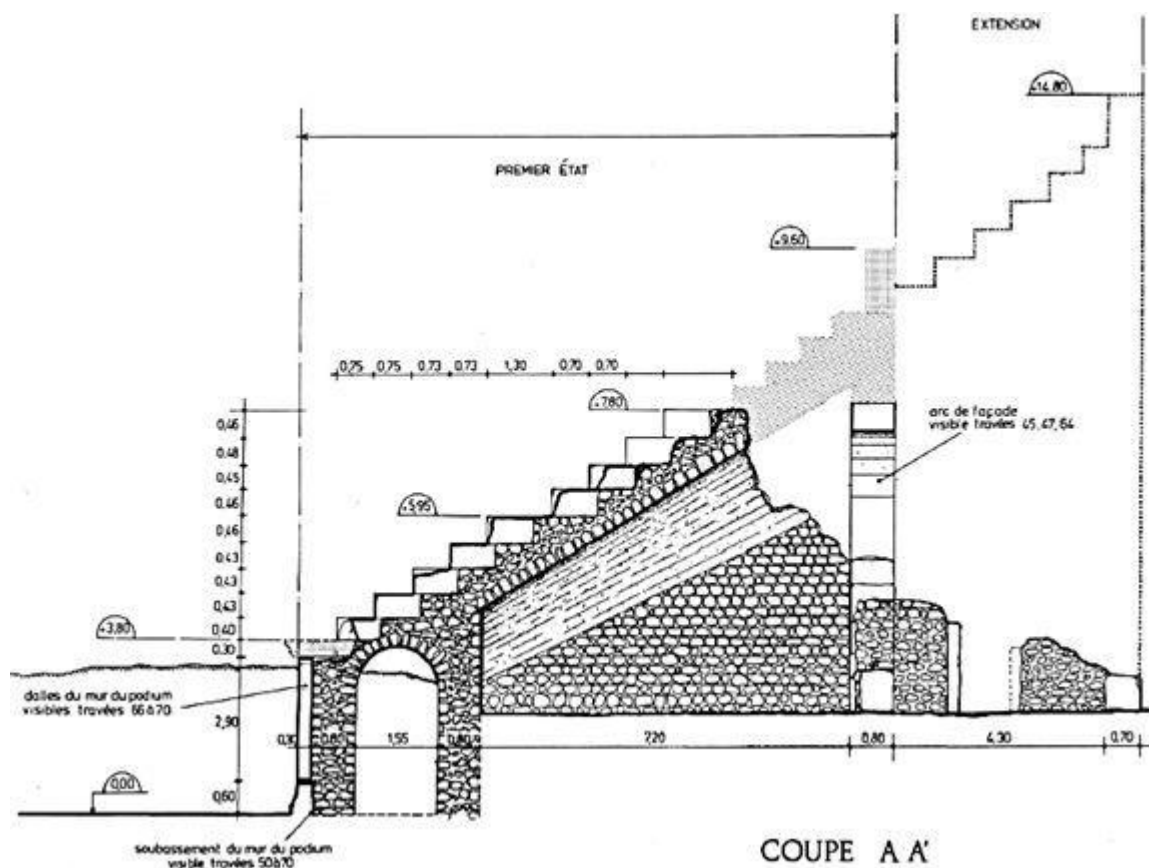 EXTENSION
+14.80
PREMIER ÉTAT
+9.60
0,75 0,75 0,73 0,73 1,30 0,70 0,70
+7.80
arc de façade
visible travées 45,47,64
0,46
0,48
0,45
+5.95
0,46
0,46
0,43
0,43
0,43
+3,80
0,40
0,30
dalles du mur du podium
visibles travées 66 à 70
2,90
0,30 0,80 1,55 0,80 7,20 0,80 4,30 0,70
0,00
0,60
soubassement du mur du podium
visible travées 50 à 70
COUPE A A'